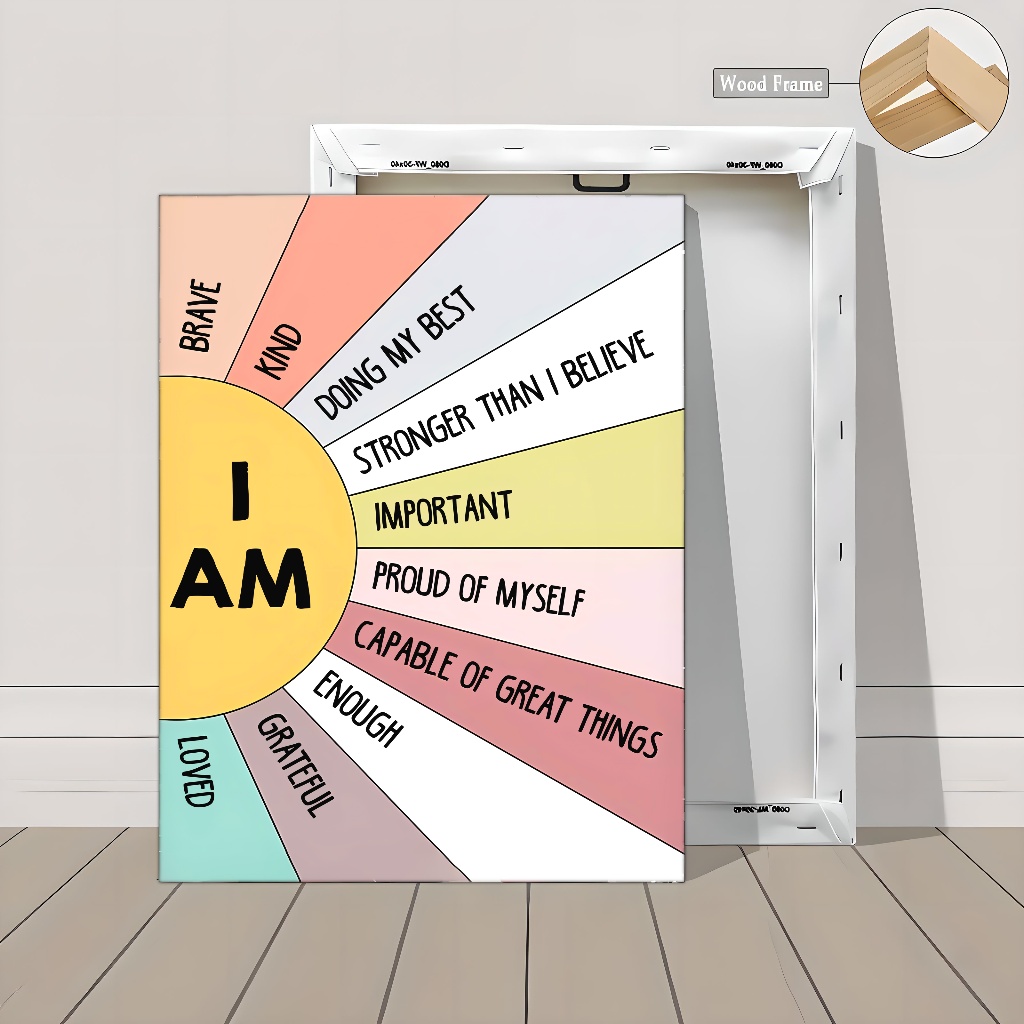 Wood Frame
BRAVE
KIND
DOING MY BEST
STRONGER THAN I BELIEVE
IMPORTANT
I
AM
PROUD OF MYSELF
CAPABLE OF GREAT THINGS
ENOUGH
GRATEFUL
LOVED